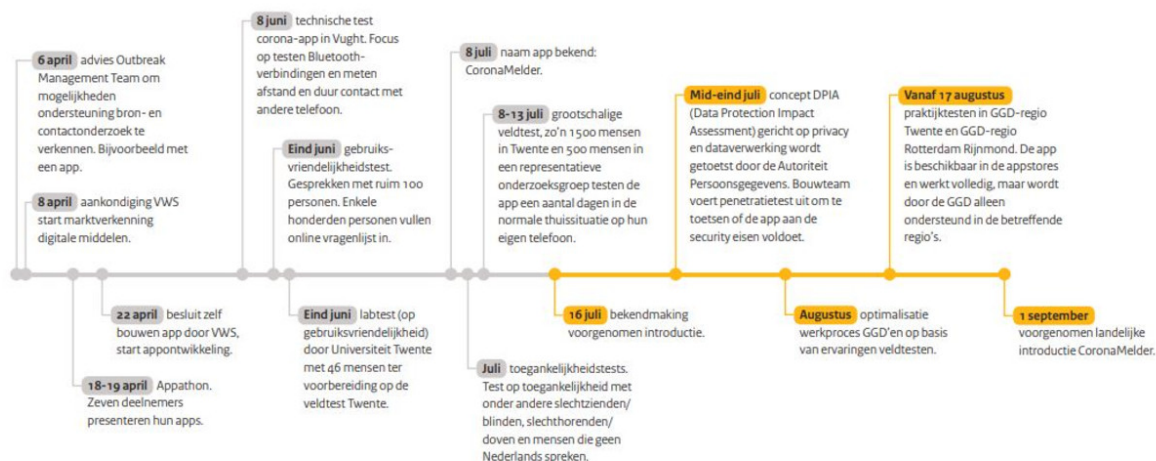 6 april advies Outbreak
Management Team om
mogelijkheden
ondersteuning bron- en
contactonderzoek te
verkennen. Bijvoorbeeld met
een app.
8 april aankondiging VWS
start marktverkenning
digitale middelen.
18-19 april Appathon.
Zeven deelnemers
presenteren hun apps.
22 april besluit zelf
bouwen app door VWS,
start appontwikkeling.
8 juni technische test
corona-app in Vught. Focus
op testen Bluetooth-
verbindingen en meten
afstand en duur contact met
andere telefoon.
Eind juni gebruiks-
vriendelijkheidstest.
Gesprekken met ruim 100
personen. Enkele
honderden personen vullen
online vragenlijst in.
Eind juni labtest (op
gebruiksvriendelijkheid)
door Universiteit Twente
met 46 mensen ter
voorbereiding op de
veldtest Twente.
8 juli naam app bekend:
CoronaMelder.
Juli toegankelijkheidstests.
Test op toegankelijkheid met
onder andere slechtzienden/
blinden, slechthorenden/
doven en mensen die geen
Nederlands spreken.
8-13 juli grootschalige
veldtest, zo'n 1500 mensen
in Twente en 500 mensen in
een representatieve
onderzoeksgroep testen de
app een aantal dagen in de
normale thuissituatie op hun
eigen telefoon.
16 juli bekendmaking
voorgenomen introductie.
Mid-eind juli concept DPIA
(Data Protection Impact
Assessment) gericht op privacy
en dataverwerking wordt
getoetst door de Autoriteit
Persoonsgegevens. Bouwteam
voert penetratietest uit om te
toetsen of de app aan de
security eisen voldoet.
Augustus optimalisatie
werkproces GGD'en op basis
van ervaringen veldtesten.
Vanaf 17 augustus
praktijktesten in GGD-regio
Twente en GGD-regio
Rotterdam Rijnmond. De app
is beschikbaar in de appstores
en werkt volledig, maar wordt
door de GGD alleen
ondersteund in de betreffende
regio's.
1 september
voorgenomen landelijke
introductie CoronaMelder.